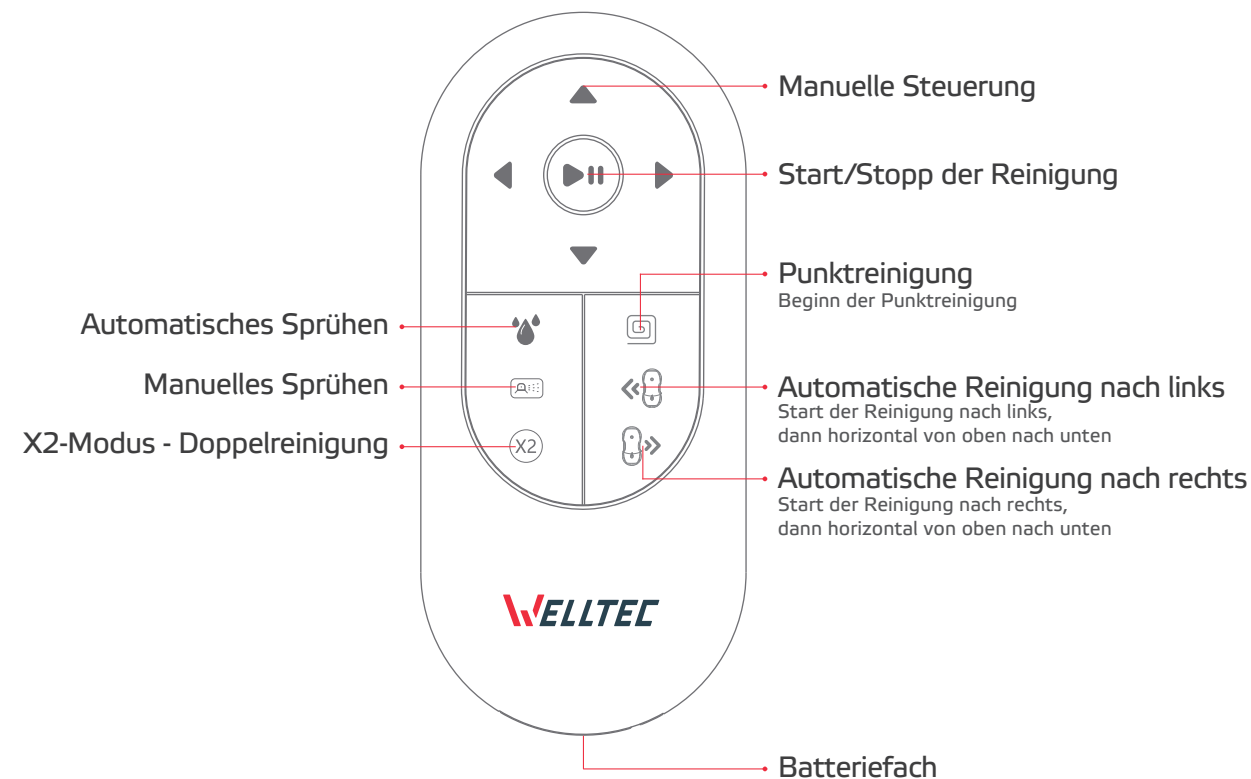 Manuelle Steuerung
Start/Stopp der Reinigung
Punktreinigung
Beginn der Punktreinigung
Automatisches Sprühen
Manuelles Sprühen
X2-Modus - Doppelreinigung
X2
Automatische Reinigung nach links
Start der Reinigung nach links,
dann horizontal von oben nach unten
Automatische Reinigung nach rechts
Start der Reinigung nach rechts,
dann horizontal von oben nach unten
WELLTEC
Batteriefach